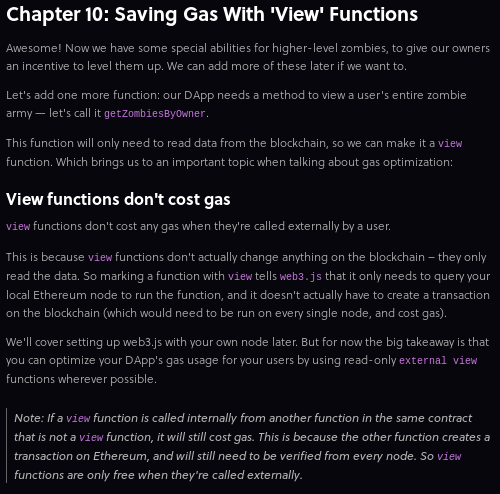 Chapter 10: Saving Gas With 'View' Functions
Awesome! Now we have some special abilities for higher-level zombies, to give our owners
an incentive to level them up. We can add more of these later if we want to.
Let's add one more function: our DApp needs a method to view a user's entire zombie
army — let's call it getZombiesByOwner.
This function will only need to read data from the blockchain, so we can make it a view
function. Which brings us to an important topic when talking about gas optimization:
View functions don't cost gas
view functions don't cost any gas when they're called externally by a user.
This is because view functions don't actually change anything on the blockchain – they only
read the data. So marking a function with view tells web3.js that it only needs to query your
local Ethereum node to run the function, and it doesn't actually have to create a transaction
on the blockchain (which would need to be run on every single node, and cost gas).
We'll cover setting up web3.js with your own node later. But for now the big takeaway is that
you can optimize your DApp's gas usage for your users by using read-only external view
functions wherever possible.
Note: If a view function is called internally from another function in the same contract
that is not a view function, it will still cost gas. This is because the other function creates a
transaction on Ethereum, and will still need to be verified from every node. So view
functions are only free when they're called externally.